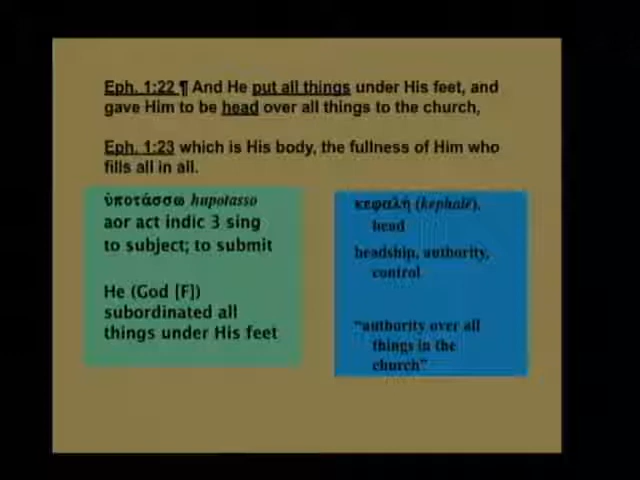 Eph. 1:22 ¶ And He put all things under His feet, and
gave Him to be head over all things to the church,
Eph. 1:23 which is His body, the fullness of Him who
fills all in all.
ὑποτάσσω hupotasso
aor act indic 3 sing
to subject; to submit
He (God [F])
subordinated all
things under His feet
κεφαλή (kephalē),
head
headship, authority,
control
“authority over all
things in the
church”